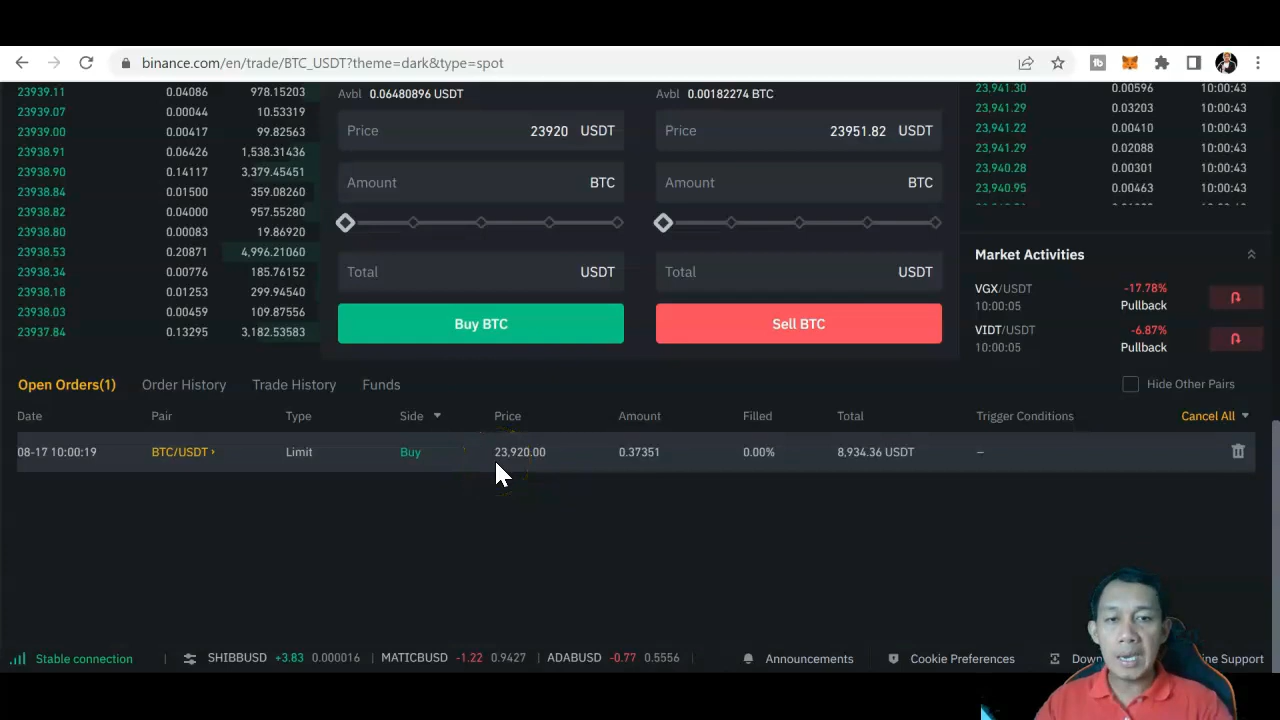 binance.com/en/trade/BTC_USDT?theme=dark&type=spot
23939.11 0.04086 978.15203
23939.07 0.00044 10.53319
23939.00 0.00417 99.82563
23938.91 0.06426 1,538.31436
23938.90 0.14117 3,379.45451
23938.84 0.01500 359.08260
23938.82 0.04000 957.55280
23938.80 0.00083 19.86920
23938.53 0.20871 4,996.21060
23938.34 0.00776 185.76152
23938.18 0.01253 299.94540
23938.03 0.00459 109.87556
23937.84 0.13295 3,182.53583
Avbl 0.06480896 USDT
Price 23920 USDT
Amount BTC
Total USDT
Buy BTC
Avbl 0.00182274 BTC
Price 23951.82 USDT
Amount BTC
Total USDT
Sell BTC
23,941.30 0.00596 10:00:43
23,941.29 0.03203 10:00:43
23,941.22 0.00410 10:00:43
23,941.29 0.02088 10:00:43
23,940.28 0.00301 10:00:43
23,940.95 0.00463 10:00:43
Market Activities
VGX/USDT -17.78%
10:00:05 Pullback
VIDT/USDT -6.87%
10:00:05 Pullback
Open Orders(1) Order History Trade History Funds Hide Other Pairs
Date Pair Type Side Price Amount Filled Total Trigger Conditions Cancel All
08-17 10:00:19 BTC/USDT Limit Buy 23,920.00 0.37351 0.00% 8,934.36 USDT –
Stable connection SHIBBUSD +3.83 0.000016 MATICBUSD -1.22 0.9427 ADABUSD -0.77 0.5556 Announcements Cookie Preferences Support